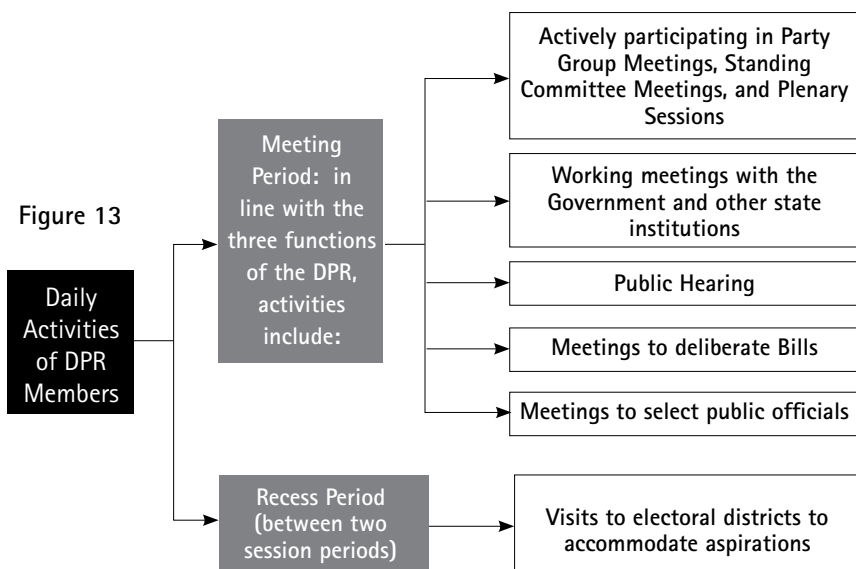 Figure 13
Daily
Activities
of DPR
Members
Meeting
Period: in
line with the
three functions
of the DPR,
activities
include:
Actively participating in Party
Group Meetings, Standing
Committee Meetings, and Plenary
Sessions
Working meetings with the
Government and other state
institutions
Public Hearing
Meetings to deliberate Bills
Meetings to select public officials
Recess Period
(between two
session periods)
Visits to electoral districts to
accommodate aspirations